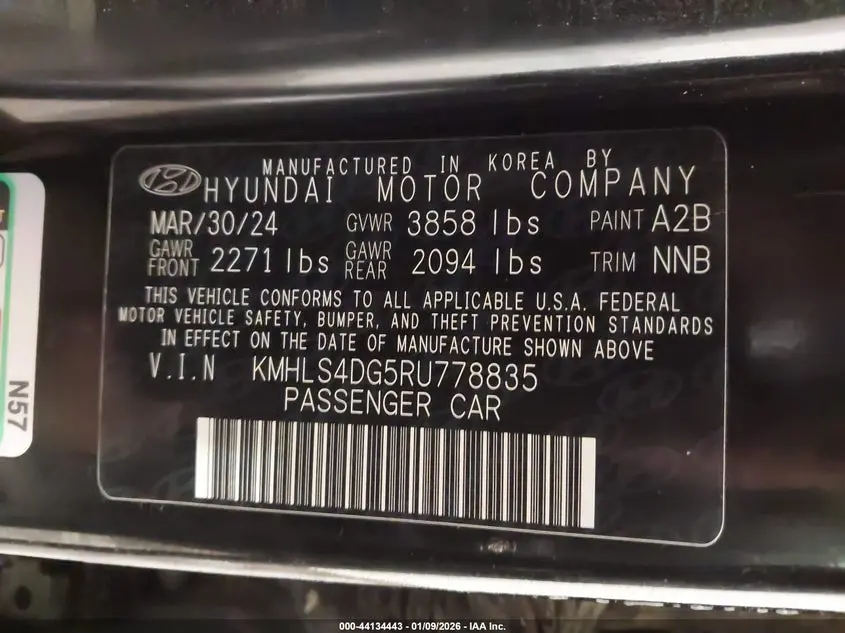 MANUFACTURED IN KOREA BY
HYUNDAI MOTOR COMPANY
MAR/30/24 GVWR 3858 lbs PAINT A2B
GAWR FRONT 2271 lbs GAWR REAR 2094 lbs TRIM NNB
THIS VEHICLE CONFORMS TO ALL APPLICABLE U.S.A. FEDERAL
MOTOR VEHICLE SAFETY, BUMPER, AND THEFT PREVENTION STANDARDS
IN EFFECT ON THE DATE OF MANUFACTURE SHOWN ABOVE
V.I.N KMHLS4DG5RU778835
PASSENGER CAR
N57
000-44134443 - 01/09/2026 - IAA Inc.